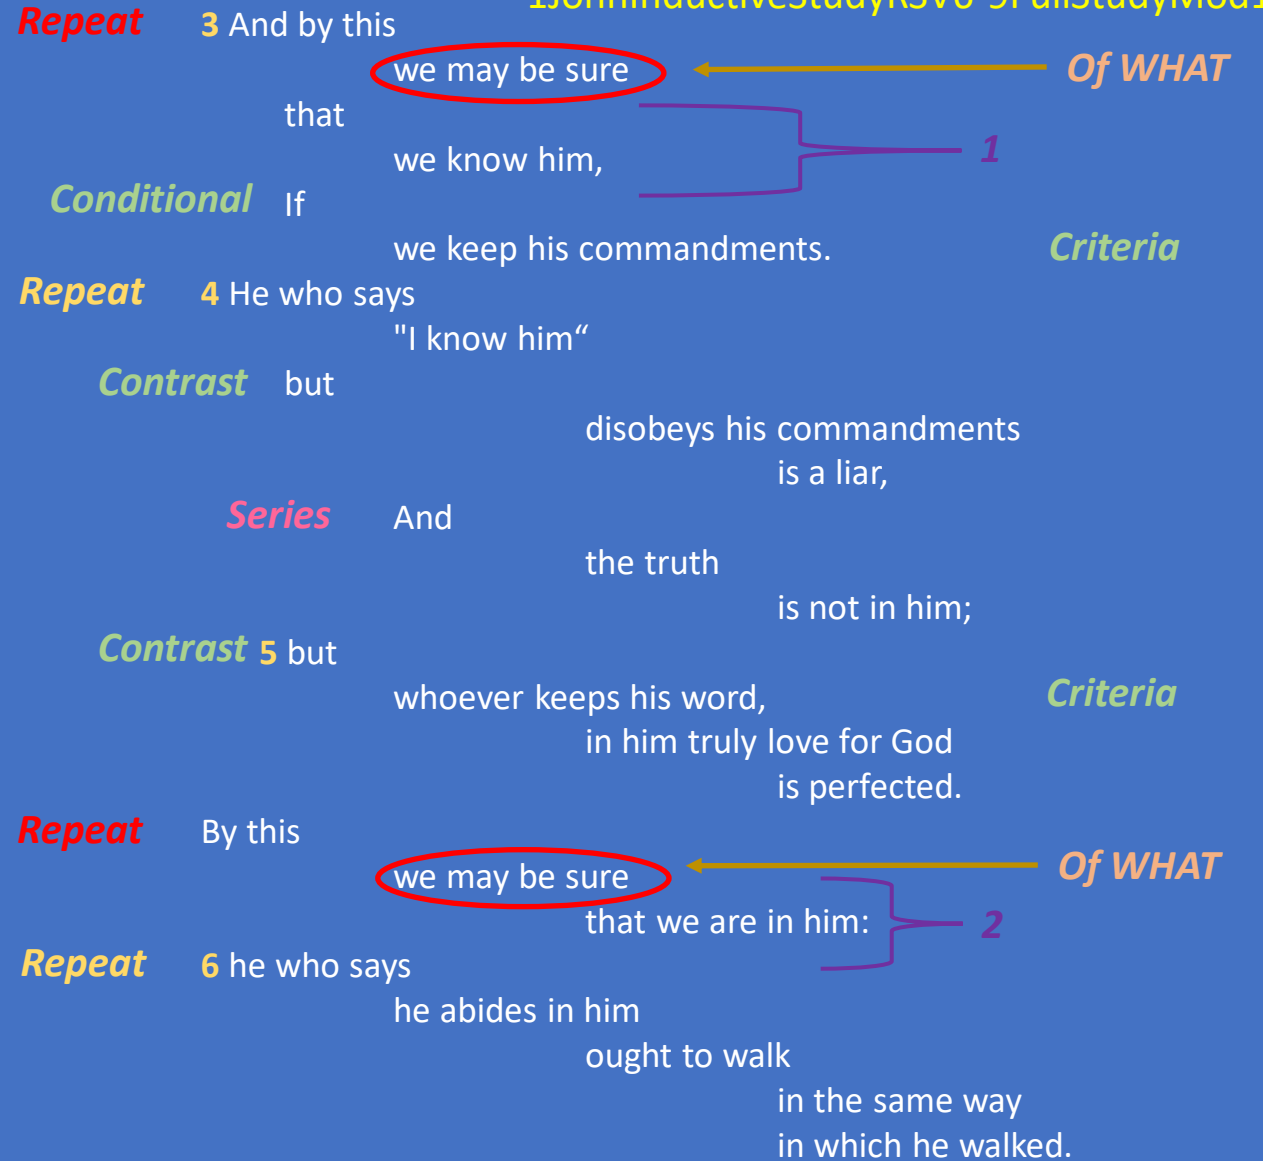 Repeat 3 And by this
we may be sure Of WHAT
that
we know him, 1
Conditional If
we keep his commandments. Criteria
Repeat 4 He who says
"I know him“
Contrast but
disobeys his commandments
is a liar,
Series And
the truth
is not in him;
Contrast 5 but
whoever keeps his word, Criteria
in him truly love for God
is perfected.
Repeat By this
we may be sure Of WHAT
that we are in him: 2
Repeat 6 he who says
he abides in him
ought to walk
in the same way
in which he walked.